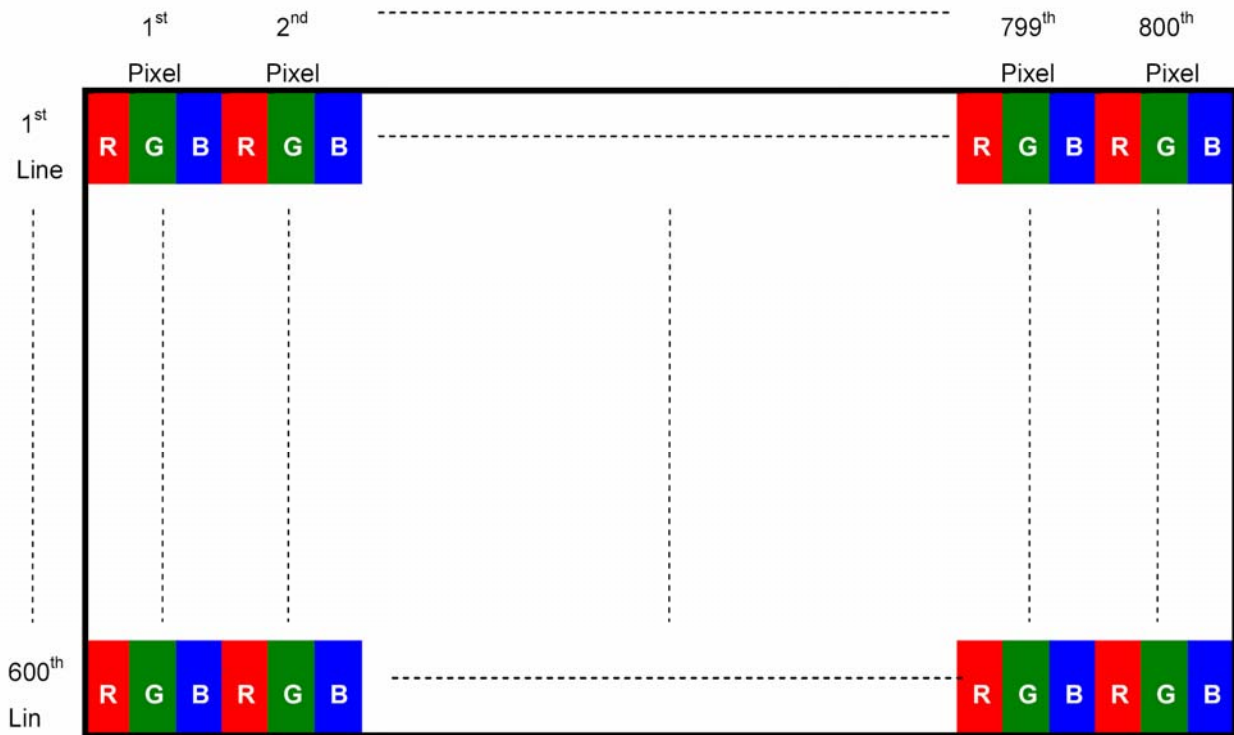 1st 2nd 799th 800th
Pixel Pixel Pixel Pixel
1st
Line
R G B R G B R G B R G B
600th
Lin
R G B R G B R G B R G B